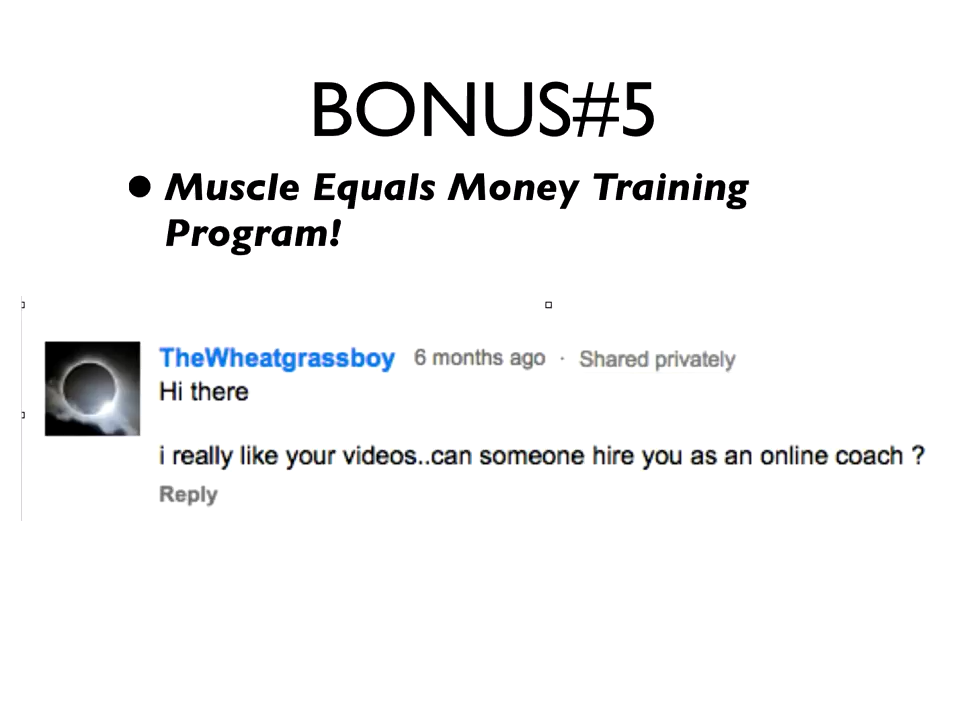 BONUS#5
• Muscle Equals Money Training
Program!
TheWheatgrassboy 6 months ago · Shared privately
Hi there
i really like your videos..can someone hire you as an online coach ?
Reply